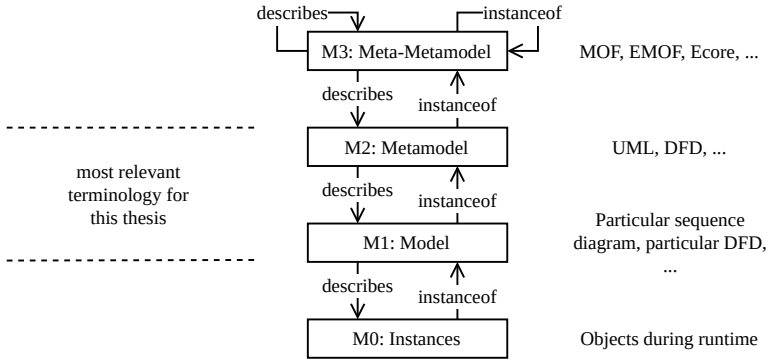 describes
instanceof
M3: Meta-Metamodel
MOF, EMOF, Ecore, ...
describes
instanceof
M2: Metamodel
UML, DFD, ...
most relevant
terminology for
this thesis
describes
instanceof
M1: Model
Particular sequence
diagram, particular DFD,
...
describes
instanceof
M0: Instances
Objects during runtime